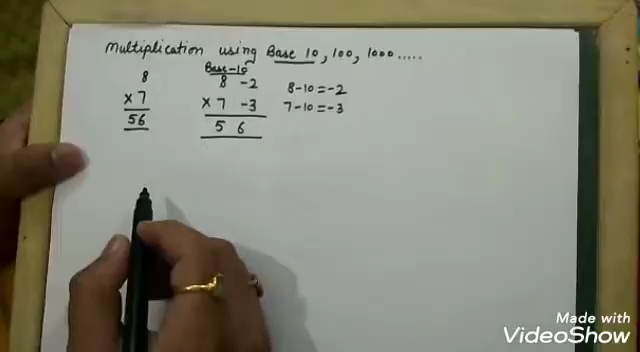 Multiplication using Base 10, 100, 1000.....
Base-10
8
× 7
56
8 -2
× 7 -3
5 6
8-10 = -2
7-10 = -3
Made with
VideoShow